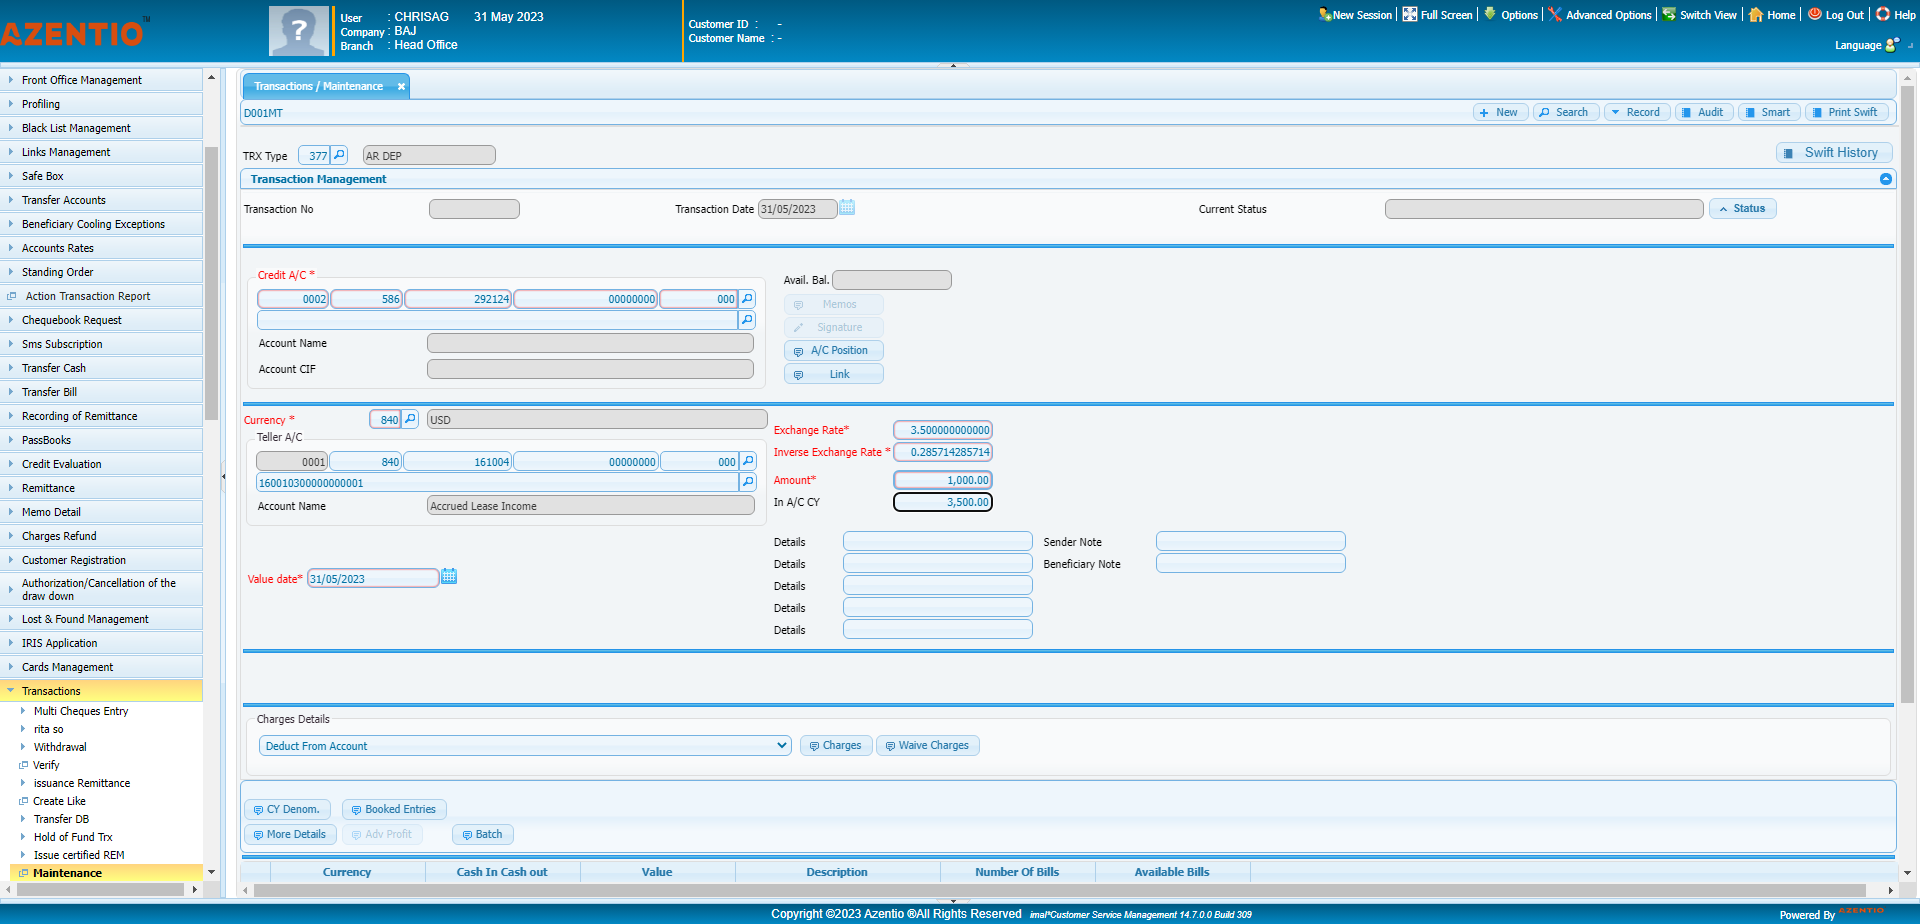 AZENTIO™
User : CHRISAG 31 May 2023
Company : BAJ
Branch : Head Office
Customer ID : -
Customer Name : -
New Session | Full Screen | Options | Advanced Options | Switch View | Home | Log Out | Help
Language
Front Office Management
Profiling
Black List Management
Links Management
Safe Box
Transfer Accounts
Beneficiary Cooling Exceptions
Accounts Rates
Standing Order
Action Transaction Report
Chequebook Request
Sms Subscription
Transfer Cash
Transfer Bill
Recording of Remittance
PassBooks
Credit Evaluation
Remittance
Memo Detail
Charges Refund
Customer Registration
Authorization/Cancellation of the
draw down
Lost & Found Management
IRIS Application
Cards Management
Transactions
Multi Cheques Entry
rita so
Withdrawal
Verify
issuance Remittance
Create Like
Transfer DB
Hold of Fund Trx
Issue certified REM
Maintenance
Transactions / Maintenance
D001MT
New Search Record Audit Smart Print Swift
TRX Type 377 AR DEP
Swift History
Transaction Management
Transaction No Transaction Date 31/05/2023 Current Status Status
Credit A/C *
0002 586 292124 00000000 000
Account Name
Account CIF
Avail. Bal.
Memos
Signature
A/C Position
Link
Currency * 840 USD
Teller A/C
0001 840 161004 00000000 000
160010300000000001
Account Name Accrued Lease Income
Exchange Rate* 3.500000000000
Inverse Exchange Rate * 0.285714285714
Amount* 1,000.00
In A/C CY 3,500.00
Value date* 31/05/2023
Details Sender Note
Details Beneficiary Note
Details
Details
Details
Charges Details
Deduct From Account Charges Waive Charges
CY Denom. Booked Entries
More Details Adv Profit Batch
Currency Cash In Cash out Value Description Number Of Bills Available Bills
Copyright ©2023 Azentio ®All Rights Reserved imal*Customer Service Management 14.7.0.0 Build 309
Powered By AZENTIO